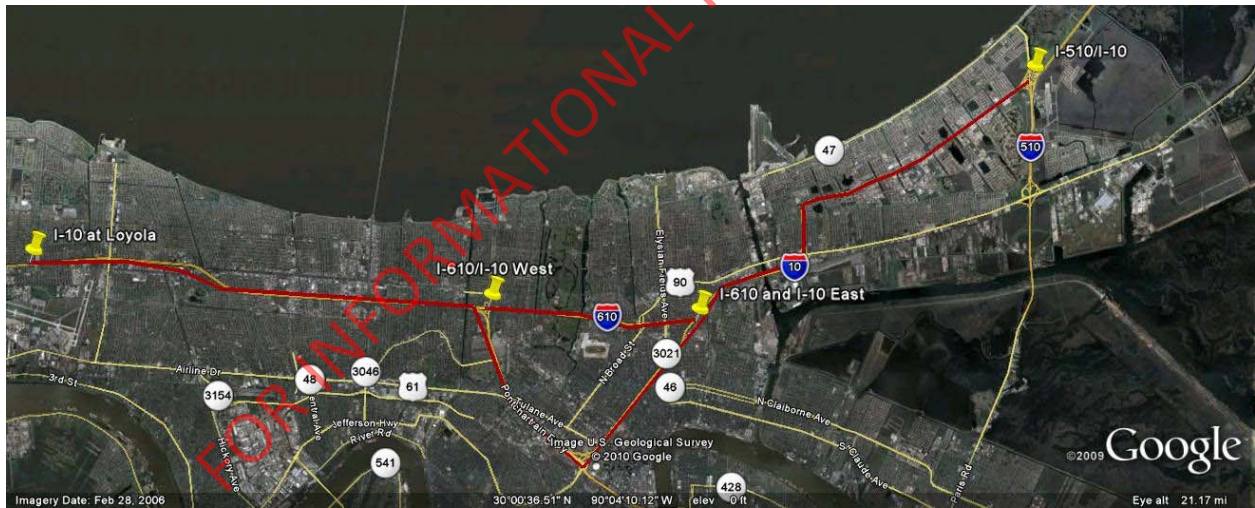 FOR INFORMATIONAL
I-510/I-10
510
47
I-10 at Loyola
I-610/I-10 West
Elysian Fields Ave
90
10
I-610 and I-10 East
610
N Broad St
3021
Airline Dr
3rd St
3154
48
3046
61
46
Central Ave
Tulane Ave
Pontchartrain Expy
N Claiborne Ave
Jefferson Hwy
River Rd
Hickory Ave
541
S Claude Ave
Paris Rd
428
Image U.S. Geological Survey
© 2010 Google
©2009 Google
Imagery Date: Feb 28, 2006
30°00'36.51" N 90°04'10.12" W elev 0 ft
Eye alt 21.17 mi